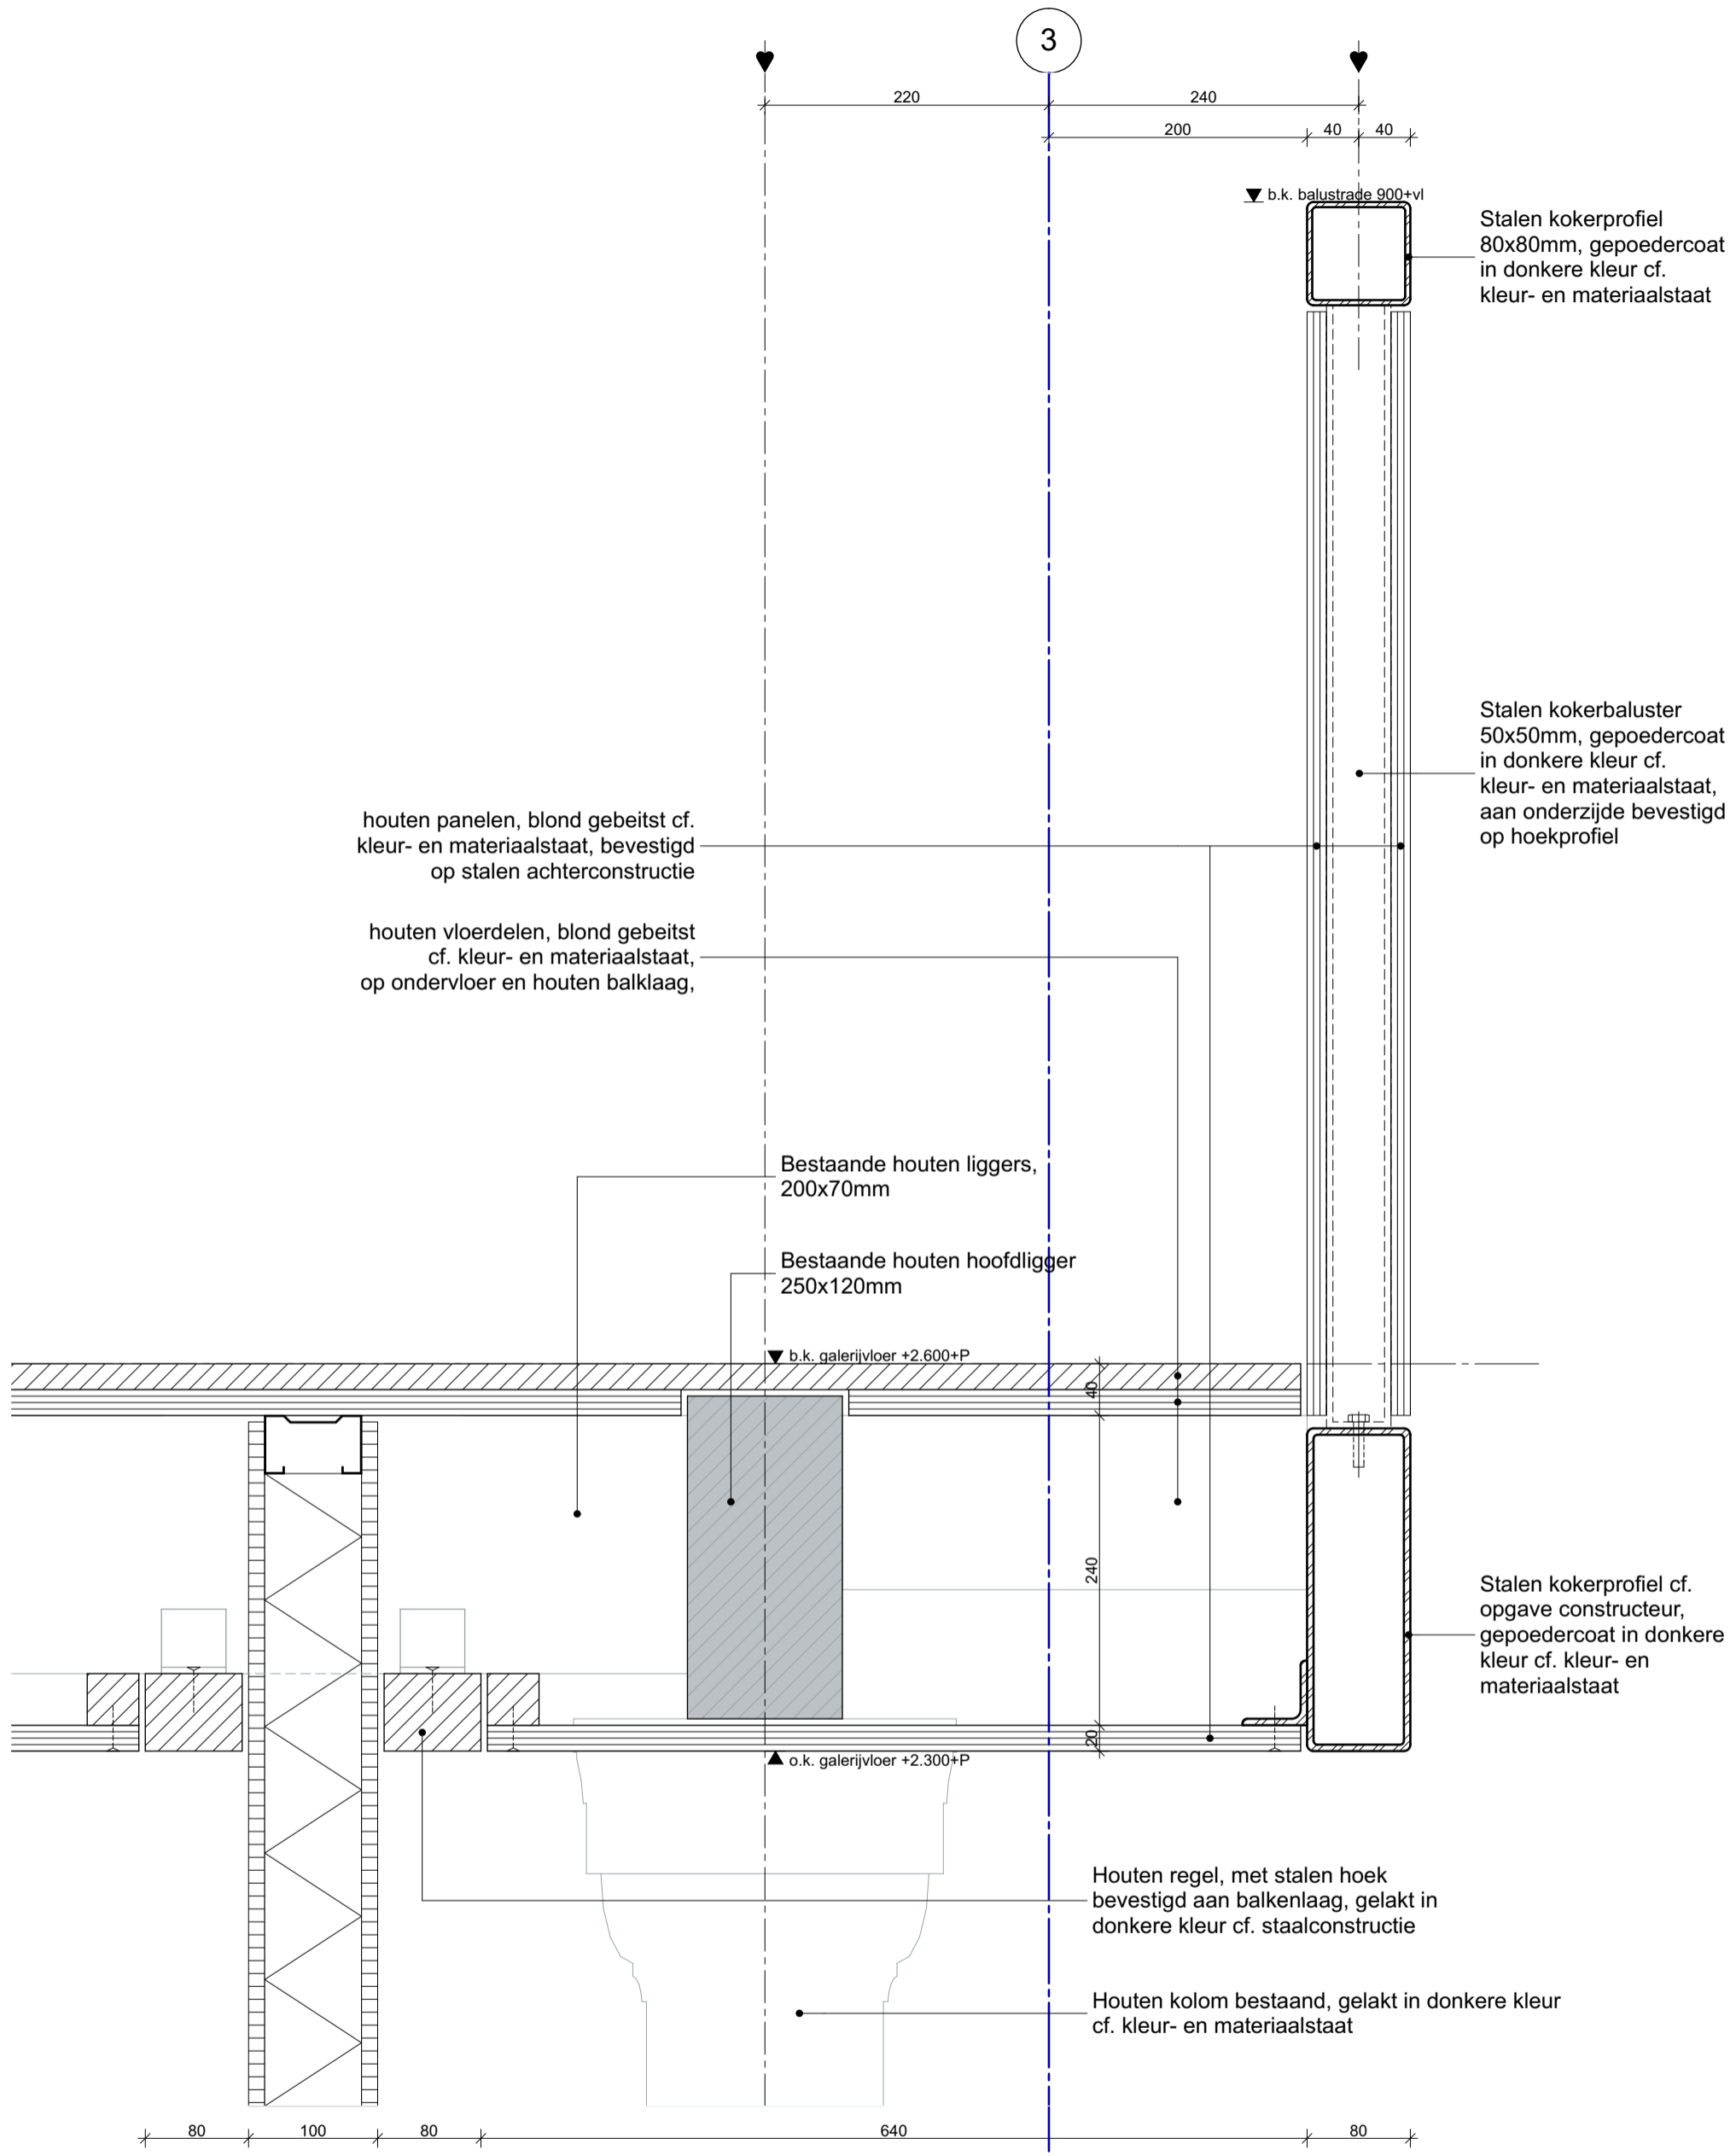 3
220
240
200
40
40
b.k. balustrade 900+vl
Stalen kokerprofiel
80x80mm, gepoedercoat
in donkere kleur cf.
kleur- en materiaalstaat
Stalen kokerbaluster
50x50mm, gepoedercoat
in donkere kleur cf.
kleur- en materiaalstaat,
aan onderzijde bevestigd
op hoekprofiel
houten panelen, blond gebeitst cf.
kleur- en materiaalstaat, bevestigd
op stalen achterconstructie
houten vloerdelen, blond gebeitst
cf. kleur- en materiaalstaat,
op ondervloer en houten balklaag,
Bestaande houten liggers,
200x70mm
Bestaande houten hoofdligger
250x120mm
b.k. galerijvloer +2.600+P
40
240
20
Stalen kokerprofiel cf.
opgave constructeur,
gepoedercoat in donkere
kleur cf. kleur- en
materiaalstaat
o.k. galerijvloer +2.300+P
Houten regel, met stalen hoek
bevestigd aan balkenlaag, gelakt in
donkere kleur cf. staalconstructie
Houten kolom bestaand, gelakt in donkere kleur
cf. kleur- en materiaalstaat
80
100
80
640
80